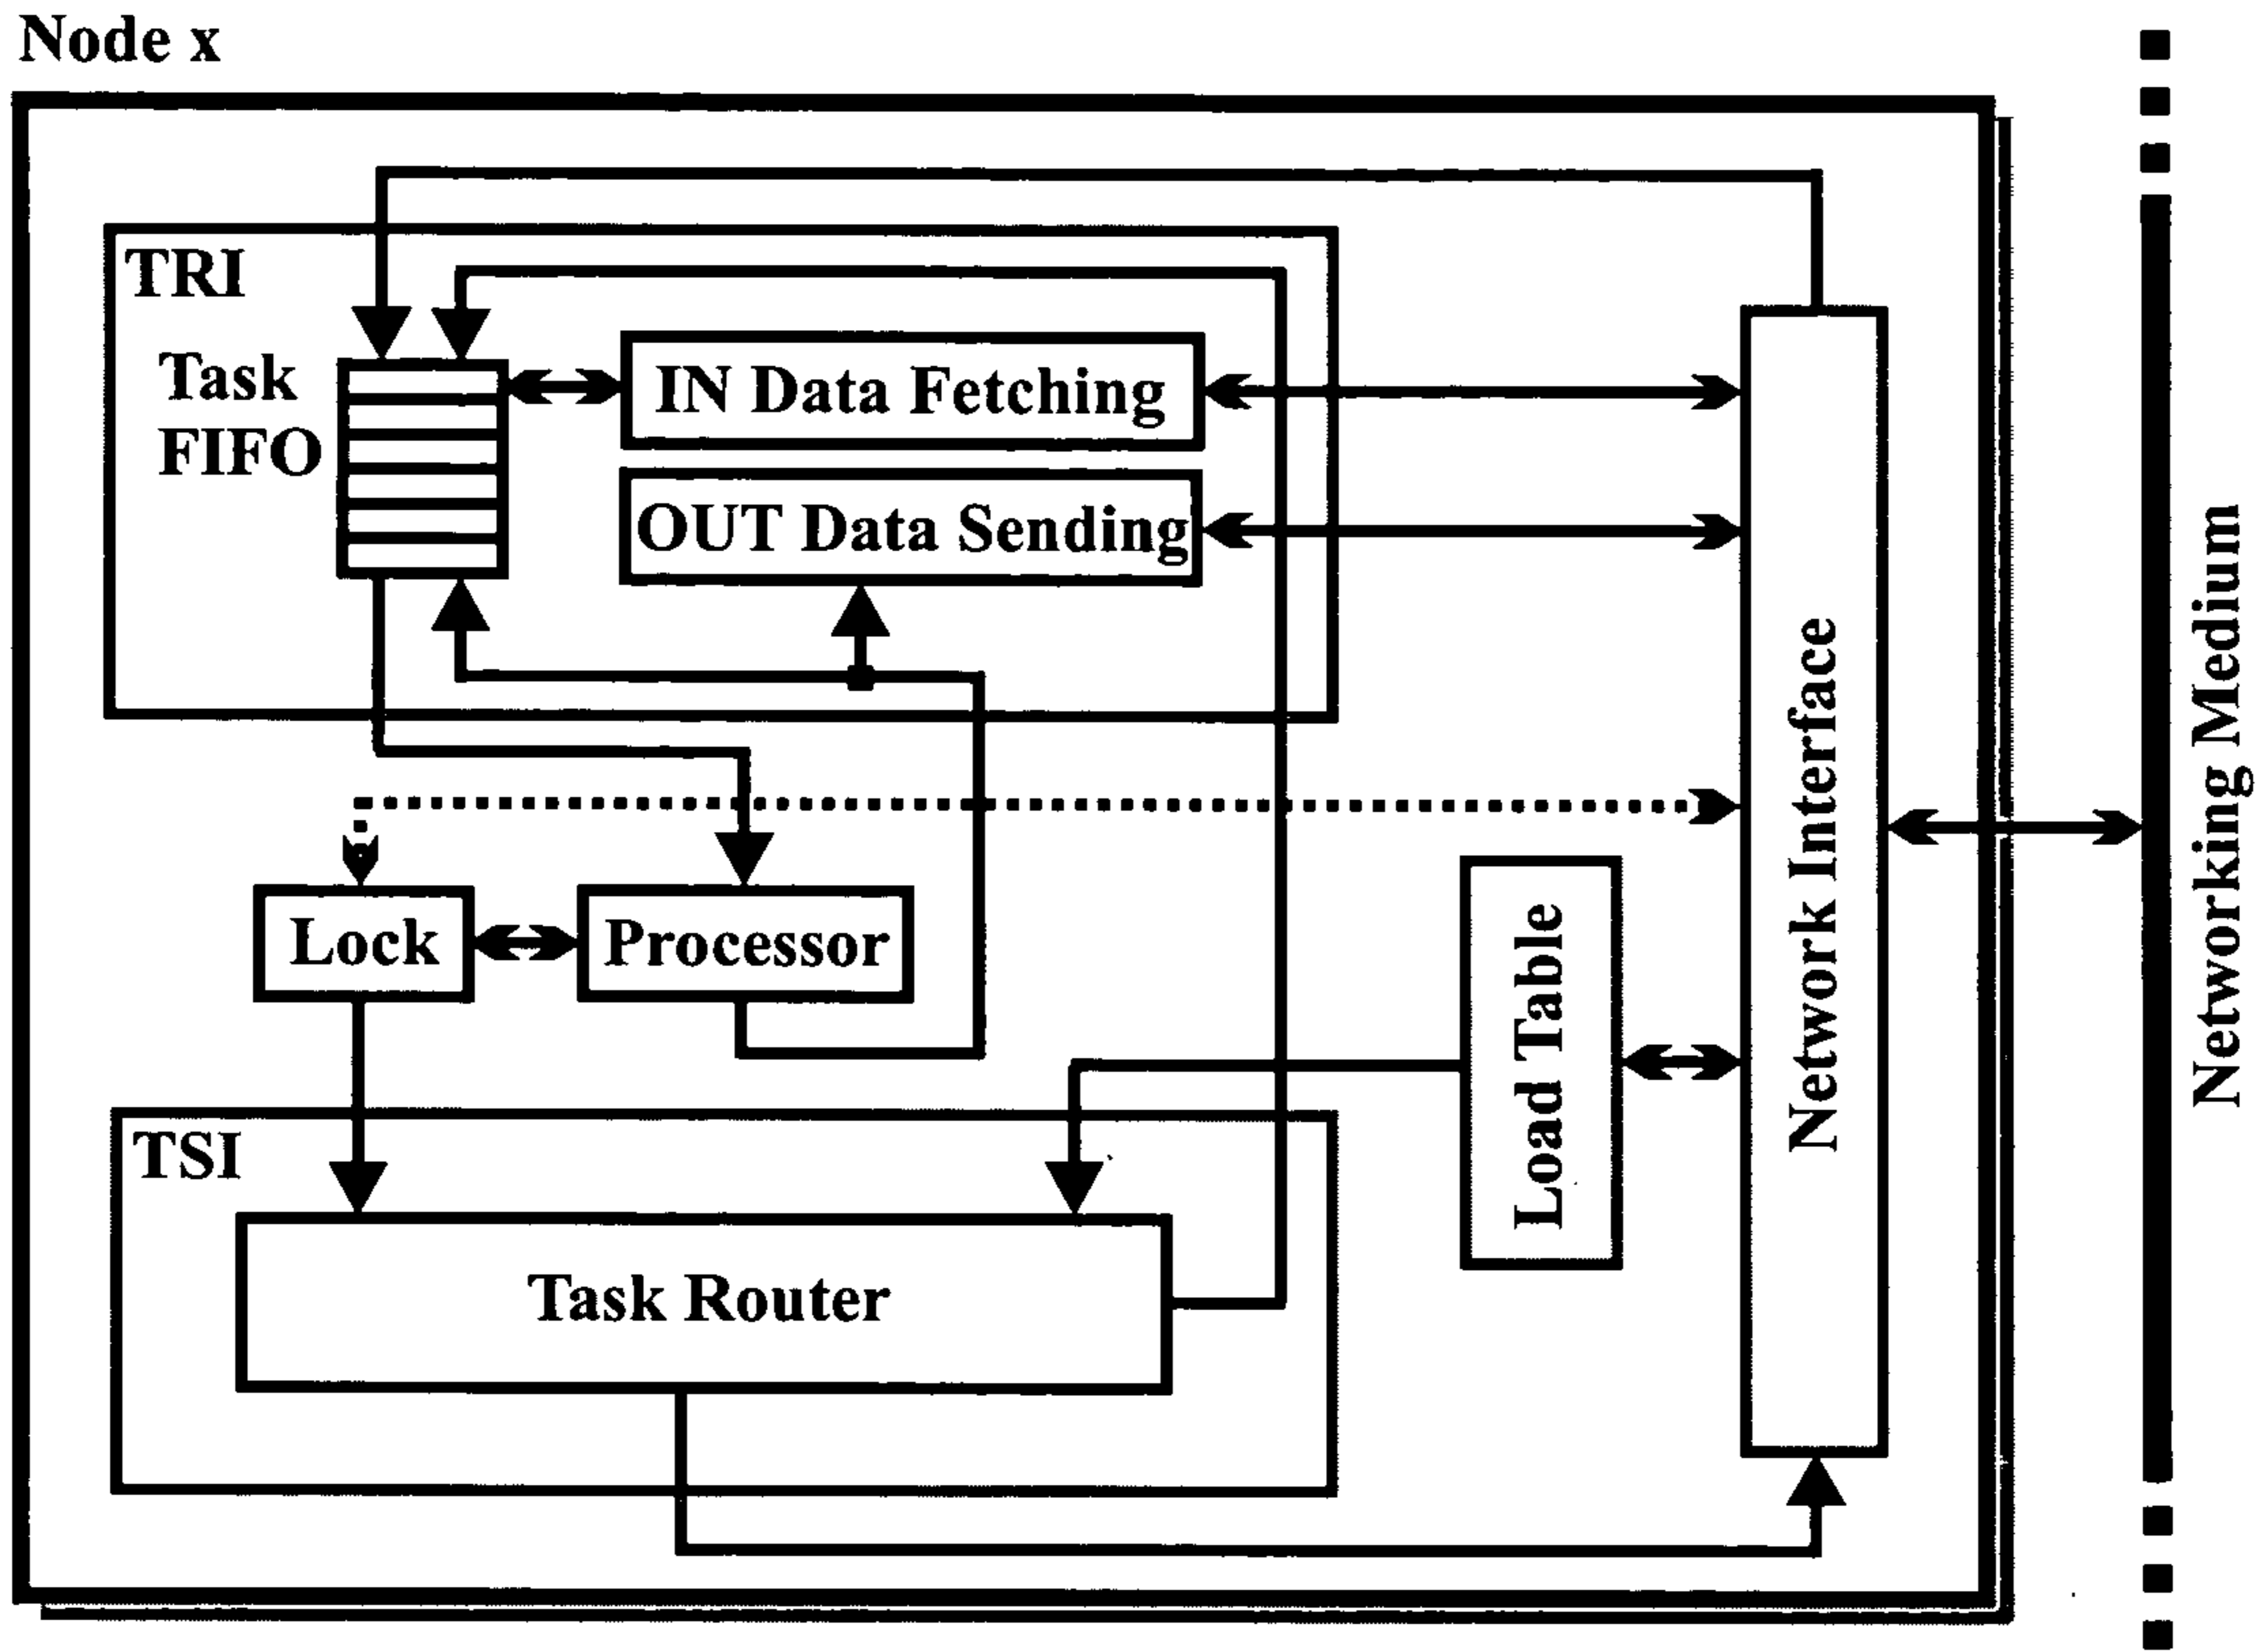 Node x
TRI
Task
FIFO
IN Data Fetching
OUT Data Sending
Lock
Processor
Load Table
Network Interface
Networking Medium
TSI
Task Router